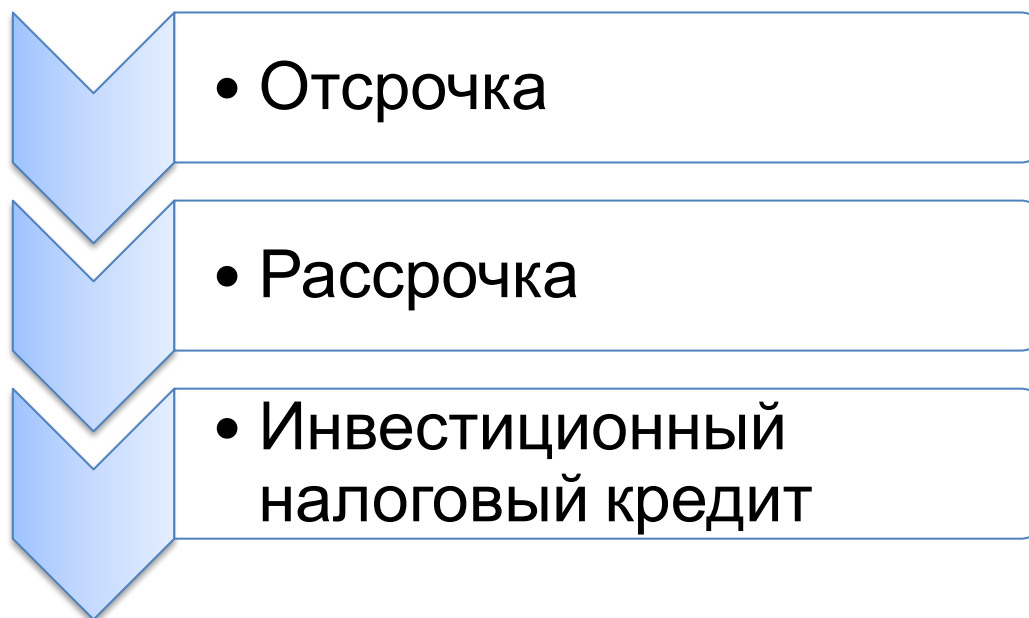 • Отсрочка
• Рассрочка
• Инвестиционный
налоговый кредит